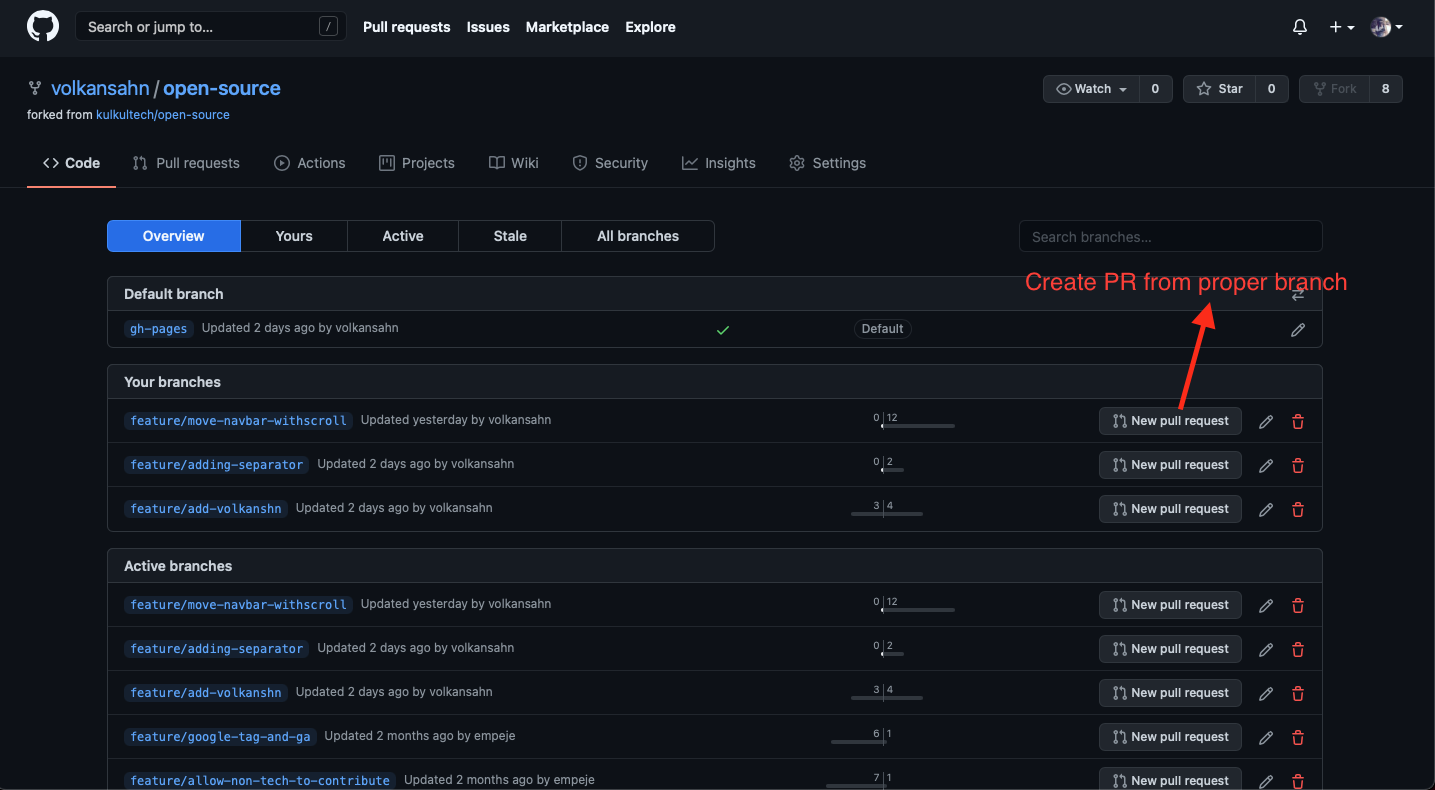 Search or jump to... /
Pull requests Issues Marketplace Explore
volkansahn / open-source
Watch 0 Star 0 Fork 8
forked from kulkultech/open-source
Code Pull requests Actions Projects Wiki Security Insights Settings
Overview Yours Active Stale All branches
Search branches...
Create PR from proper branch
Default branch
gh-pages Updated 2 days ago by volkansahn Default
Your branches
feature/move-navbar-withscroll Updated yesterday by volkansahn 0 12 New pull request
feature/adding-separator Updated 2 days ago by volkansahn 0 2 New pull request
feature/add-volkanshn Updated 2 days ago by volkansahn 3 4 New pull request
Active branches
feature/move-navbar-withscroll Updated yesterday by volkansahn 0 12 New pull request
feature/adding-separator Updated 2 days ago by volkansahn 0 2 New pull request
feature/add-volkanshn Updated 2 days ago by volkansahn 3 4 New pull request
feature/google-tag-and-ga Updated 2 months ago by empeje 6 1 New pull request
feature/allow-non-tech-to-contribute Updated 2 months ago by empeje 7 1 New pull request